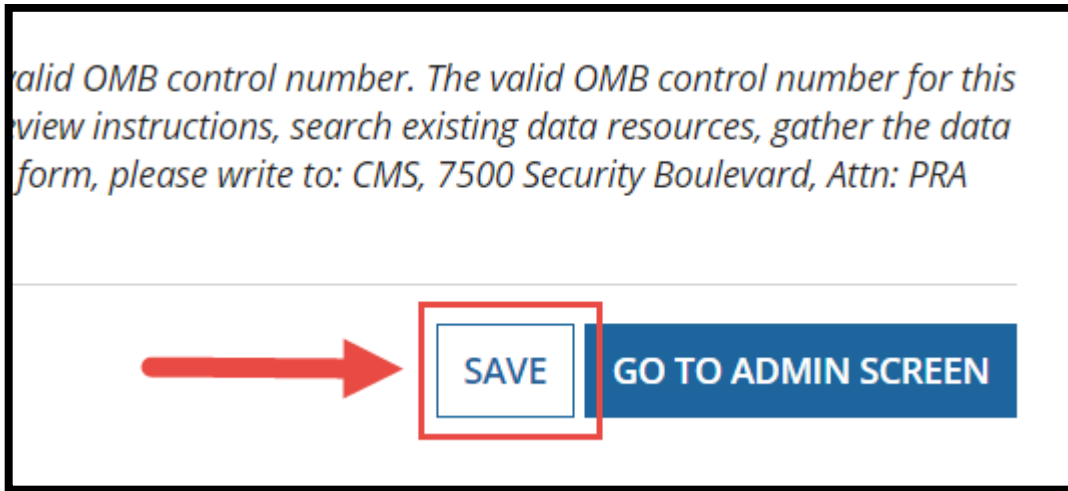 valid OMB control number. The valid OMB control number for this
eview instructions, search existing data resources, gather the data
form, please write to: CMS, 7500 Security Boulevard, Attn: PRA
SAVE
GO TO ADMIN SCREEN